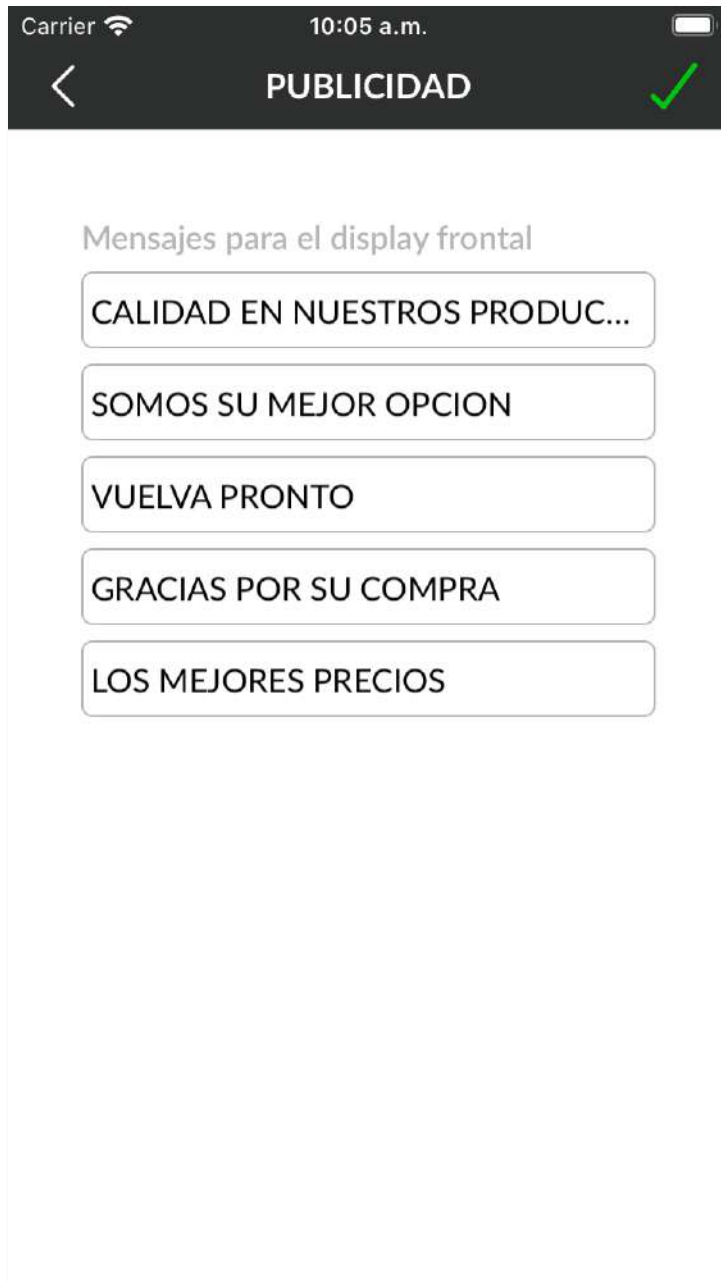 Carrier
10:05 a.m.
PUBLICIDAD
Mensajes para el display frontal
CALIDAD EN NUESTROS PRODUC...
SOMOS SU MEJOR OPCION
VUELVA PRONTO
GRACIAS POR SU COMPRA
LOS MEJORES PRECIOS